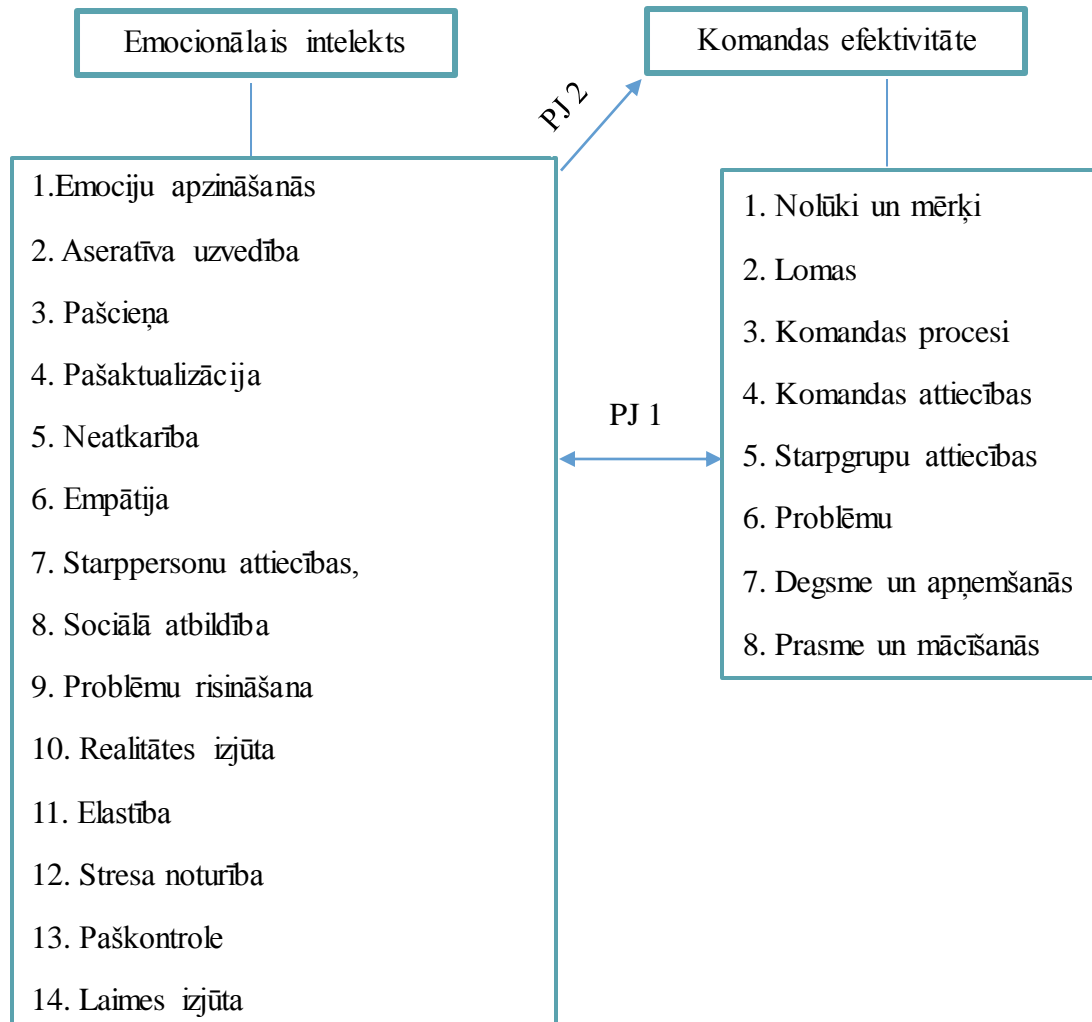 Emocionālais intelekts
Komandas efektivitāte
PJ 2
1.Emociju apzināšanās
2. Aseratīva uzvedība
3. Pašcieņa
4. Pašaktualizācija
5. Neatkarība
6. Empātija
7. Starppersonu attiecības,
8. Sociālā atbildība
9. Problēmu risināšana
10. Realitātes izjūta
11. Elastība
12. Stresa noturība
13. Paškontrole
14. Laimes izjūta
PJ 1
1. Nolūki un mērķi
2. Lomas
3. Komandas procesi
4. Komandas attiecības
5. Starpgrupu attiecības
6. Problēmu
7. Degsme un apņemšanās
8. Prasme un mācīšanās